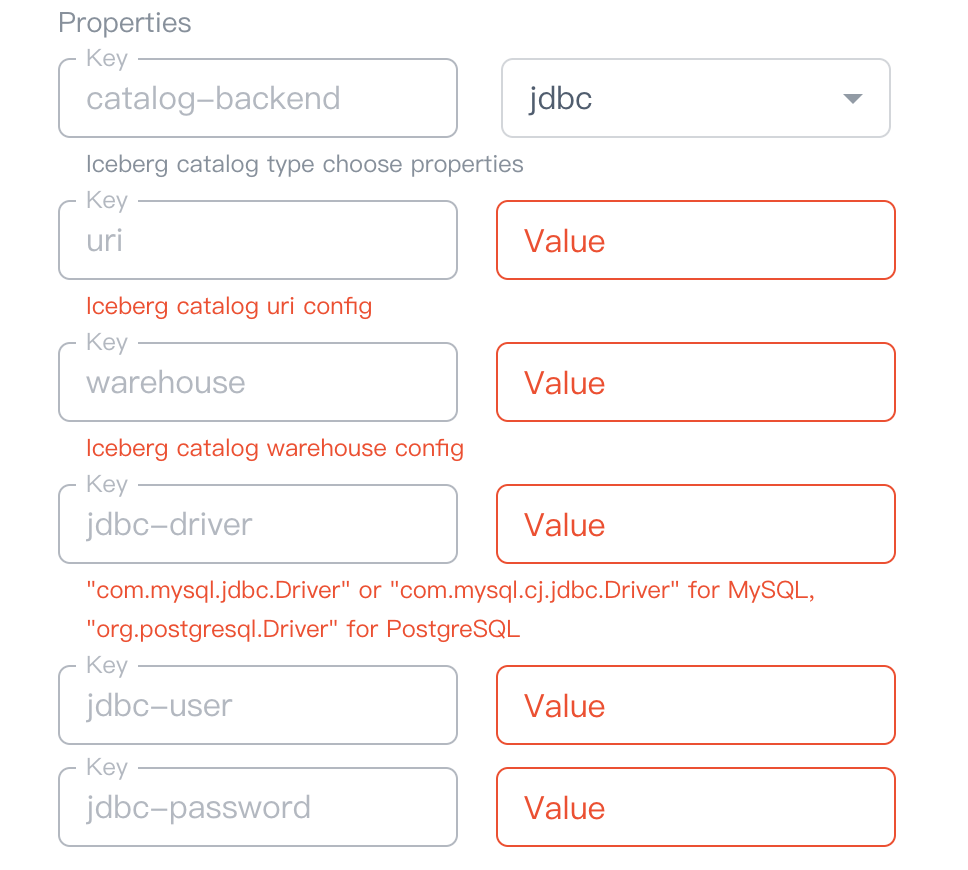 Properties
Key
catalog-backend
jdbc
Iceberg catalog type choose properties
Key
uri
Value
Iceberg catalog uri config
Key
warehouse
Value
Iceberg catalog warehouse config
Key
jdbc-driver
Value
"com.mysql.jdbc.Driver" or "com.mysql.cj.jdbc.Driver" for MySQL,
"org.postgresql.Driver" for PostgreSQL
Key
jdbc-user
Value
Key
jdbc-password
Value